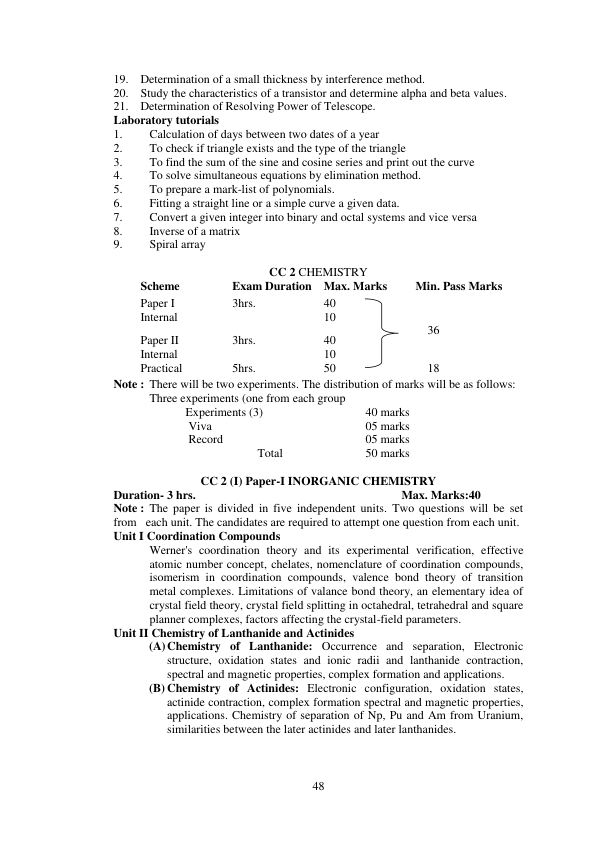 19. Determination of a small thickness by interference method.
20. Study the characteristics of a transistor and determine alpha and beta values.
21. Determination of Resolving Power of Telescope.
Laboratory tutorials
1. Calculation of days between two dates of a year
2. To check if triangle exists and the type of the triangle
3. To find the sum of the sine and cosine series and print out the curve
4. To solve simultaneous equations by elimination method.
5. To prepare a mark-list of polynomials.
6. Fitting a straight line or a simple curve a given data.
7. Convert a given integer into binary and octal systems and vice versa
8. Inverse of a matrix
9. Spiral array
CC 2 CHEMISTRY
Scheme Exam Duration Max. Marks Min. Pass Marks
Paper I 3hrs. 40
Internal 10
36
Paper II 3hrs. 40
Internal 10
Practical 5hrs. 50 18
Note : There will be two experiments. The distribution of marks will be as follows:
Three experiments (one from each group
Experiments (3) 40 marks
Viva 05 marks
Record 05 marks
Total 50 marks
CC 2 (I) Paper-I INORGANIC CHEMISTRY
Duration- 3 hrs. Max. Marks:40
Note : The paper is divided in five independent units. Two questions will be set
from each unit. The candidates are required to attempt one question from each unit.
Unit I Coordination Compounds
Werner's coordination theory and its experimental verification, effective
atomic number concept, chelates, nomenclature of coordination compounds,
isomerism in coordination compounds, valence bond theory of transition
metal complexes. Limitations of valance bond theory, an elementary idea of
crystal field theory, crystal field splitting in octahedral, tetrahedral and square
planner complexes, factors affecting the crystal-field parameters.
Unit II Chemistry of Lanthanide and Actinides
(A) Chemistry of Lanthanide: Occurrence and separation, Electronic
structure, oxidation states and ionic radii and lanthanide contraction,
spectral and magnetic properties, complex formation and applications.
(B) Chemistry of Actinides: Electronic configuration, oxidation states,
actinide contraction, complex formation spectral and magnetic properties,
applications. Chemistry of separation of Np, Pu and Am from Uranium,
similarities between the later actinides and later lanthanides.
48